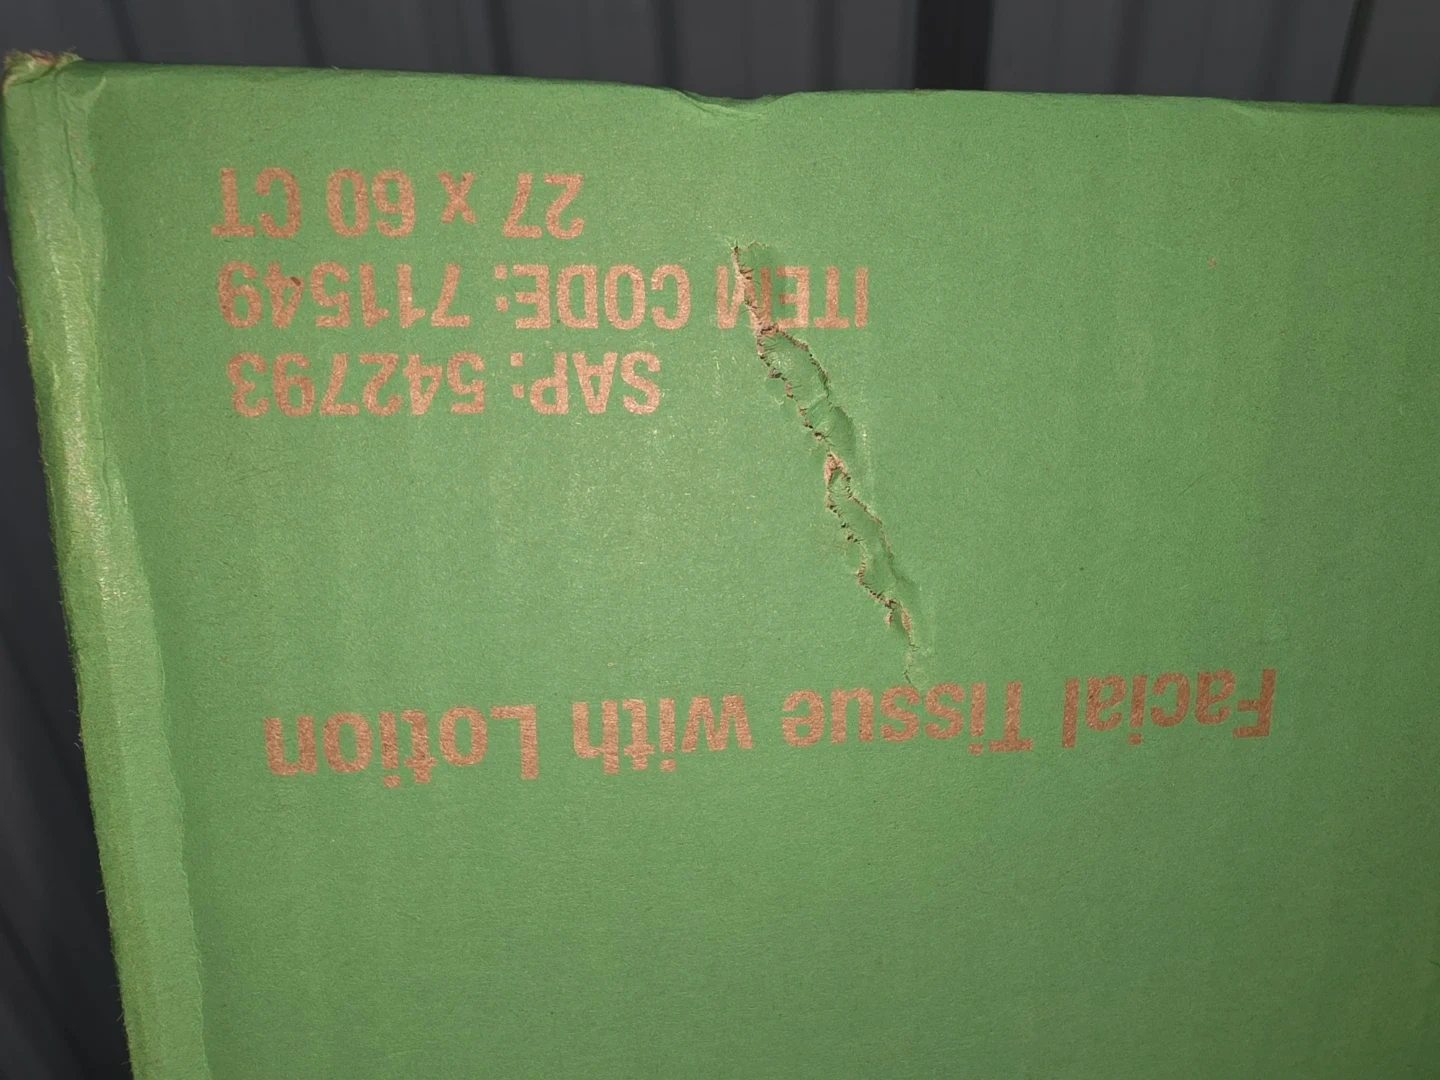 Facial Tissue with Lotion
SAP: 542793
ITEM CODE: 711549
27 x 60 CT